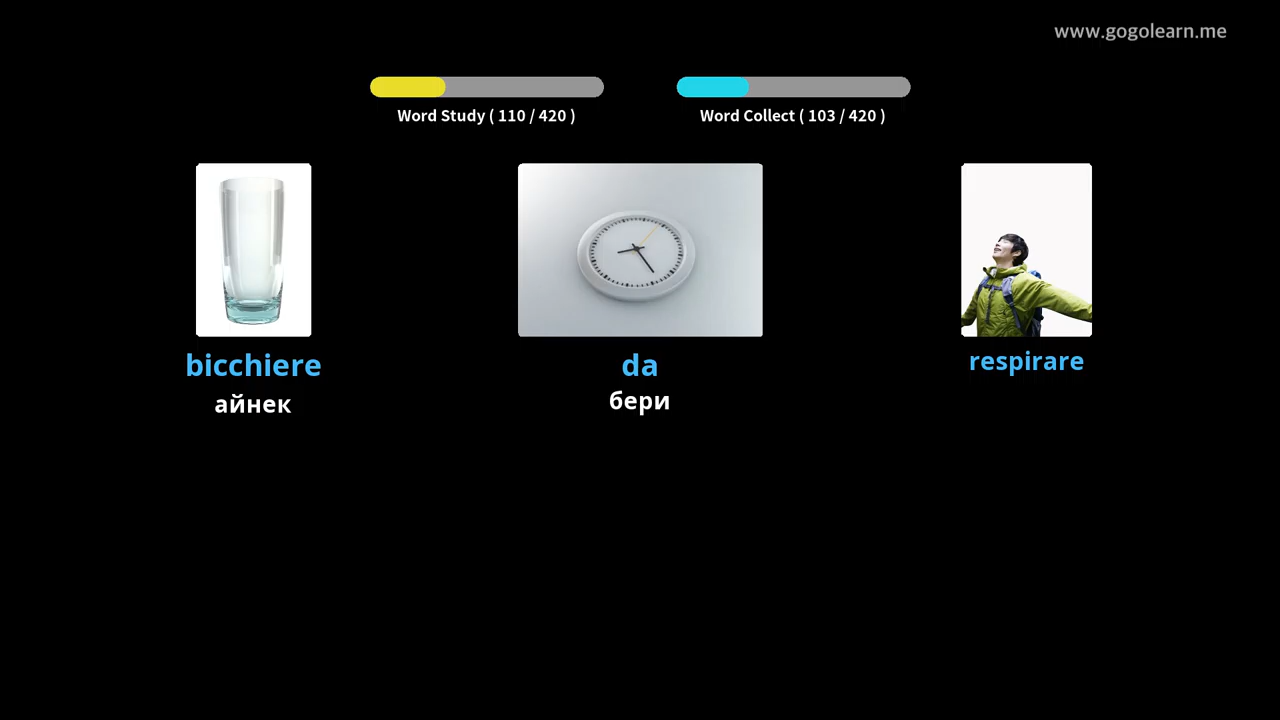 www.gogolearn.me
Word Study ( 110 / 420 )
Word Collect ( 103 / 420 )
bicchiere
айнек
da
бери
respirare